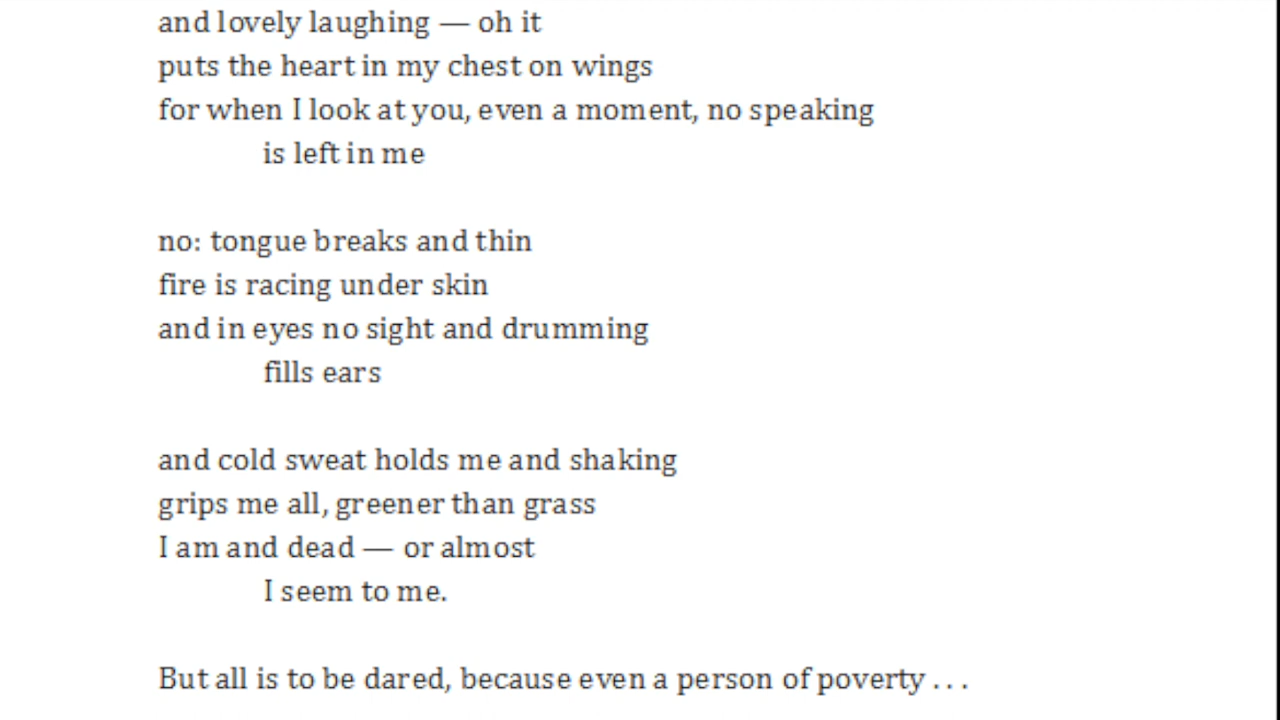 and lovely laughing — oh it
puts the heart in my chest on wings
for when I look at you, even a moment, no speaking
is left in me
no: tongue breaks and thin
fire is racing under skin
and in eyes no sight and drumming
fills ears
and cold sweat holds me and shaking
grips me all, greener than grass
I am and dead — or almost
I seem to me.
But all is to be dared, because even a person of poverty . . .